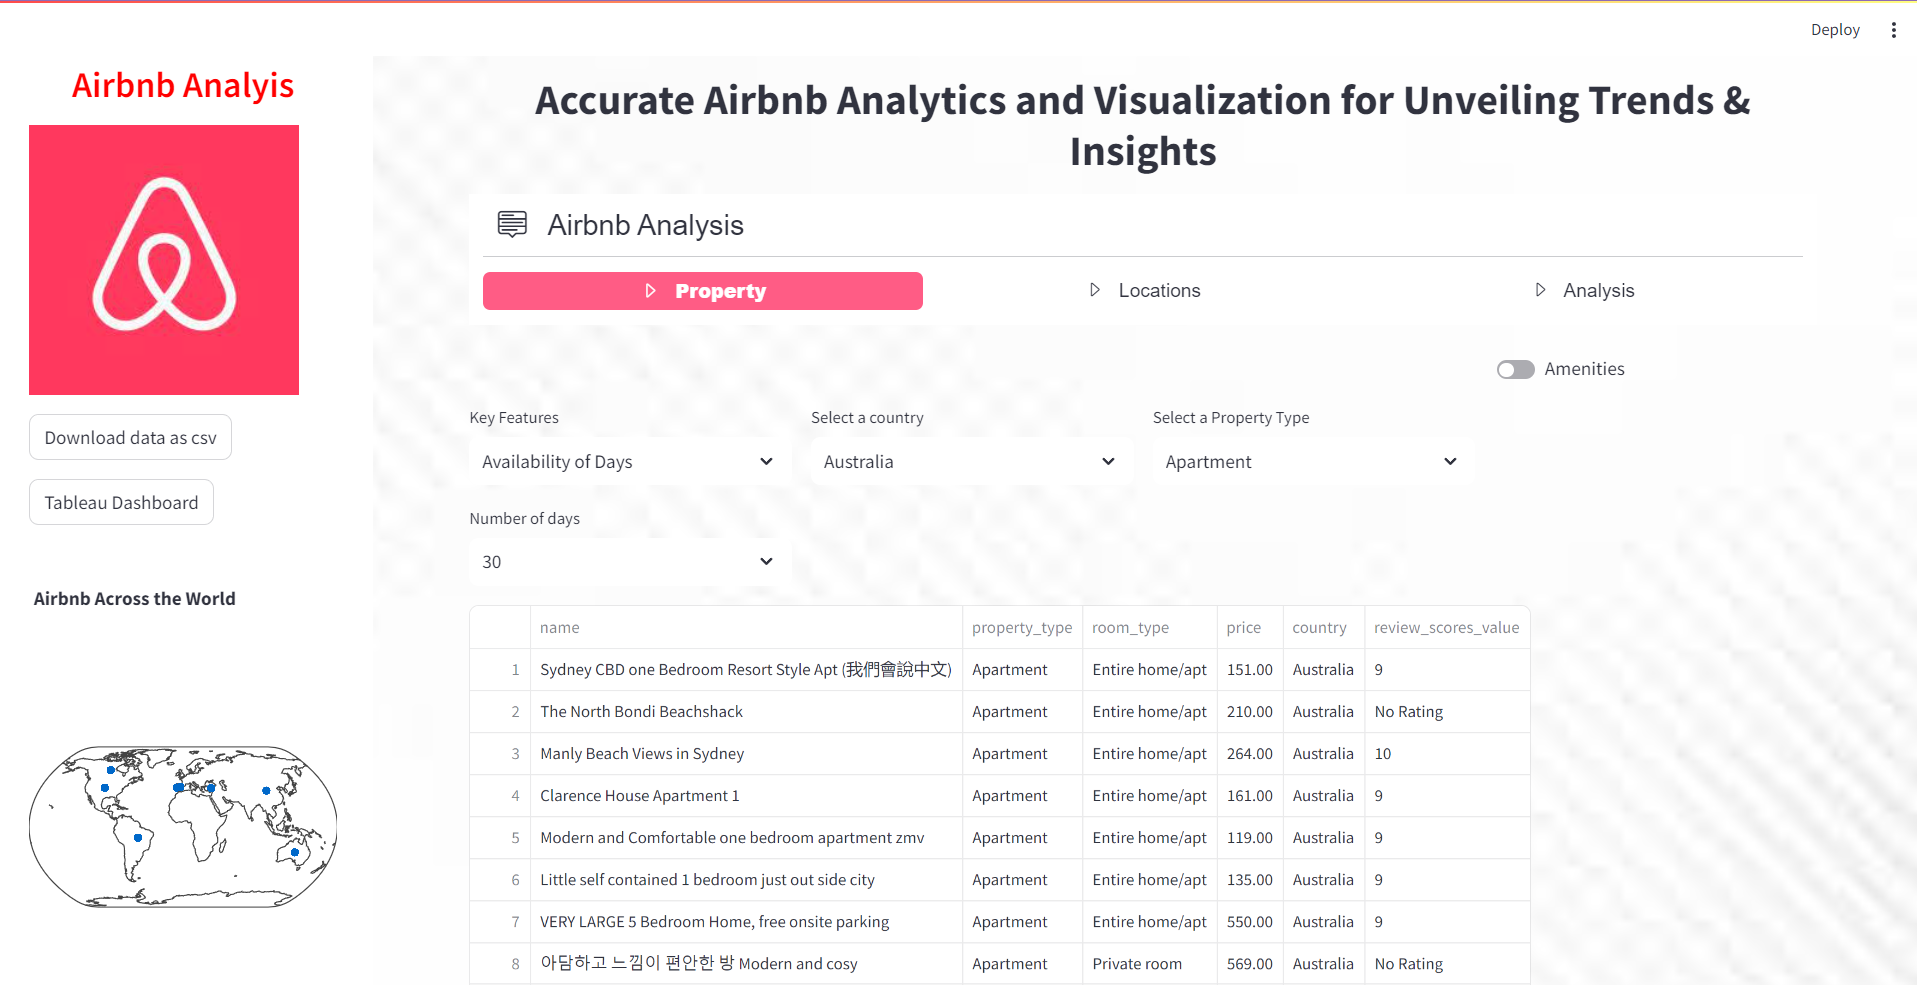 Deploy
Airbnb Analyis
Download data as csv
Tableau Dashboard
Airbnb Across the World
Accurate Airbnb Analytics and Visualization for Unveiling Trends &
Insights
Airbnb Analysis
Property Locations Analysis
Amenities
Key Features Select a country Select a Property Type
Availability of Days Australia Apartment
Number of days
30
name property_type room_type price country review_scores_value
1 Sydney CBD one Bedroom Resort Style Apt (我們會說中文) Apartment Entire home/apt 151.00 Australia 9
2 The North Bondi Beachshack Apartment Entire home/apt 210.00 Australia No Rating
3 Manly Beach Views in Sydney Apartment Entire home/apt 264.00 Australia 10
4 Clarence House Apartment 1 Apartment Entire home/apt 161.00 Australia 9
5 Modern and Comfortable one bedroom apartment zmv Apartment Entire home/apt 119.00 Australia 9
6 Little self contained 1 bedroom just out side city Apartment Entire home/apt 135.00 Australia 9
7 VERY LARGE 5 Bedroom Home, free onsite parking Apartment Entire home/apt 550.00 Australia 9
8 아담하고 느낌이 편안한 방 Modern and cosy Apartment Private room 569.00 Australia No Rating